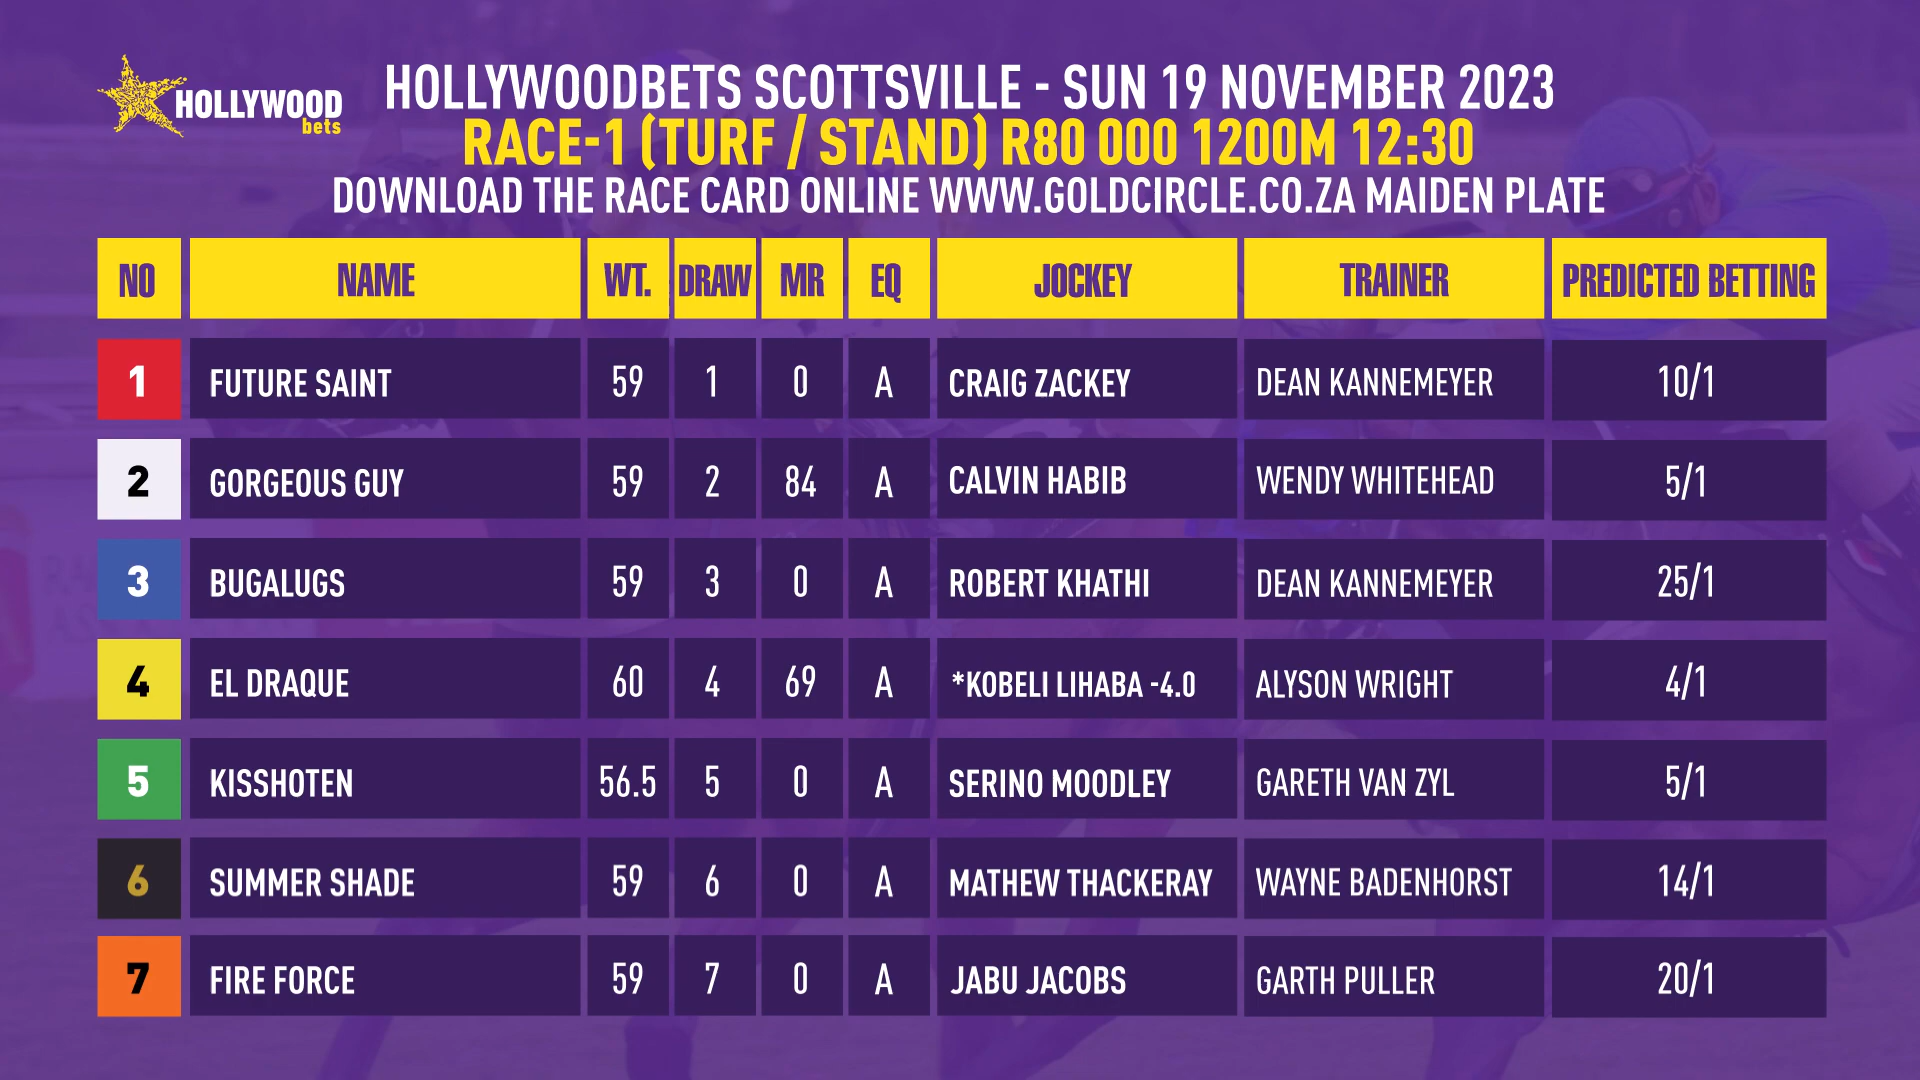 HOLLYWOOD
bets
HOLLYWOODBETS SCOTTSVILLE - SUN 19 NOVEMBER 2023
RACE-1 (TURF / STAND) R80 000 1200M 12:30
DOWNLOAD THE RACE CARD ONLINE WWW.GOLDCIRCLE.CO.ZA MAIDEN PLATE
NO NAME WT. DRAW MR EQ JOCKEY TRAINER PREDICTED BETTING
1 FUTURE SAINT 59 1 0 A CRAIG ZACKEY DEAN KANNEMEYER 10/1
2 GORGEOUS GUY 59 2 84 A CALVIN HABIB WENDY WHITEHEAD 5/1
3 BUGALUGS 59 3 0 A ROBERT KHATHI DEAN KANNEMEYER 25/1
4 EL DRAQUE 60 4 69 A *KOBELI LIHABA -4.0 ALYSON WRIGHT 4/1
5 KISSHOTEN 56.5 5 0 A SERINO MOODLEY GARETH VAN ZYL 5/1
6 SUMMER SHADE 59 6 0 A MATHEW THACKERAY WAYNE BADENHORST 14/1
7 FIRE FORCE 59 7 0 A JABU JACOBS GARTH PULLER 20/1